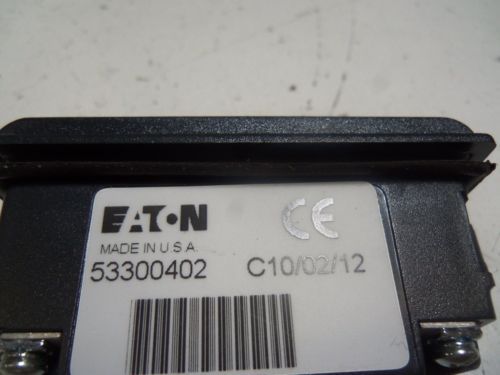 EATON
CE
MADE IN U.S.A.
53300402 C10/02/12